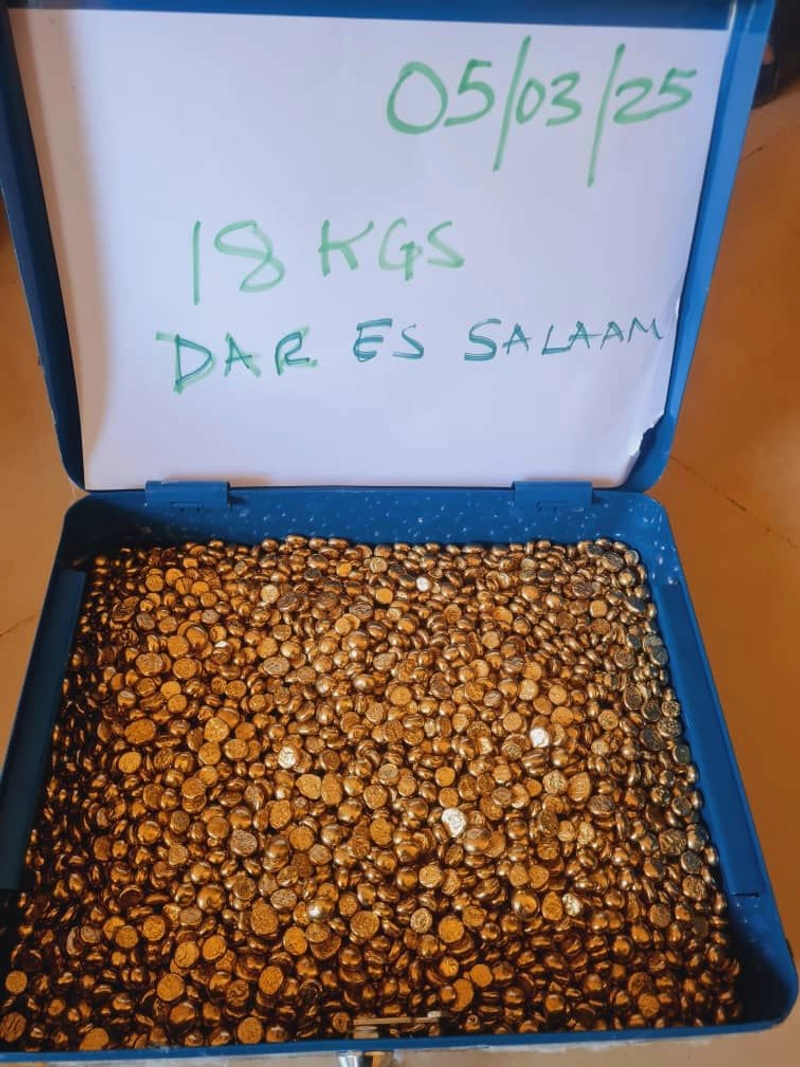 05/03/25
18 KGS
DAR ES SALAAM